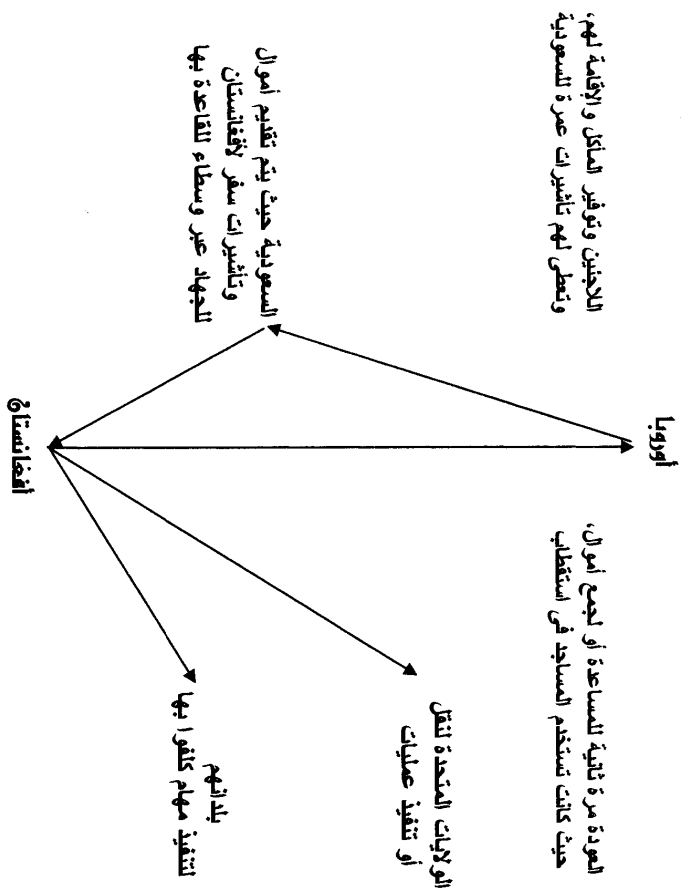 أوروبا
العودة مرة ثانية للمساعدة أو لجمع أموال،
حيث كانت تستخدم المساجد في استقطاب
اللاجئين وتوفير المأكل والإقامة لهم،
وتعطى لهم تأشيرات عمرة للسعودية
الولايات المتحدة لنقل
أو تنفيذ عمليات
السعودية حيث يتم تقديم أموال
وتأشيرات سفر لأفغانستان
للجهاد عبر وسطاء للقاعدة بها
بلدانهم
لتنفيذ مهام كلفوا بها
أفغانستان